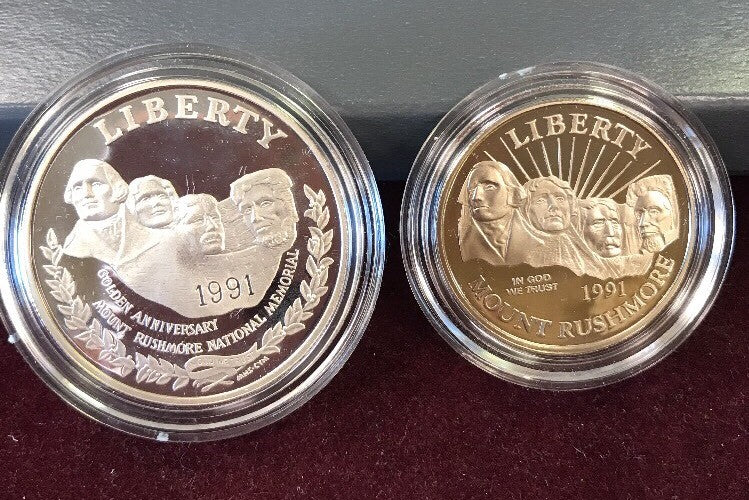 LIBERTY
1991
GOLDEN ANNIVERSARY
MOUNT RUSHMORE NATIONAL MEMORIAL
LIBERTY
IN GOD
WE TRUST
1991
MOUNT RUSHMORE